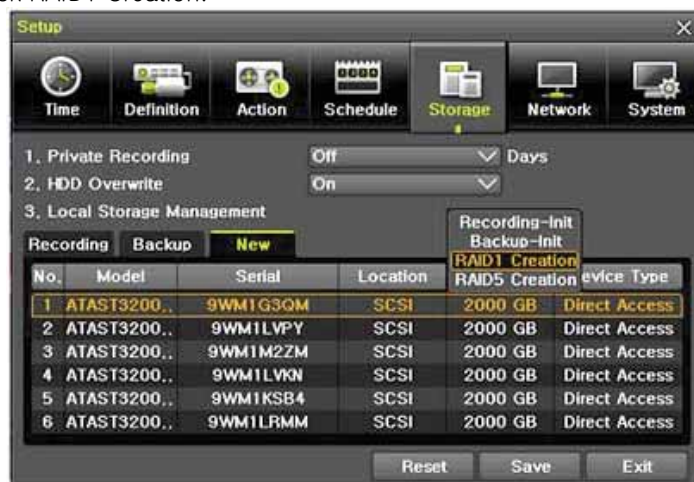 Setup
Time Definition Action Schedule Storage Network System
1. Private Recording Off Days
2. HDD Overwrite On
3. Local Storage Management
Recording-Init
Backup-Init
RAID1 Creation
RAID5 Creation
Recording Backup New
No. Model Serial Location evice Type
1 ATAST3200.. 9WM1G3QM SCSI 2000 GB Direct Access
2 ATAST3200.. 9WM1LVPY SCSI 2000 GB Direct Access
3 ATAST3200.. 9WM1M2ZM SCSI 2000 GB Direct Access
4 ATAST3200.. 9WM1LVKN SCSI 2000 GB Direct Access
5 ATAST3200.. 9WM1KSB4 SCSI 2000 GB Direct Access
6 ATAST3200.. 9WM1LRMM SCSI 2000 GB Direct Access
Reset Save Exit